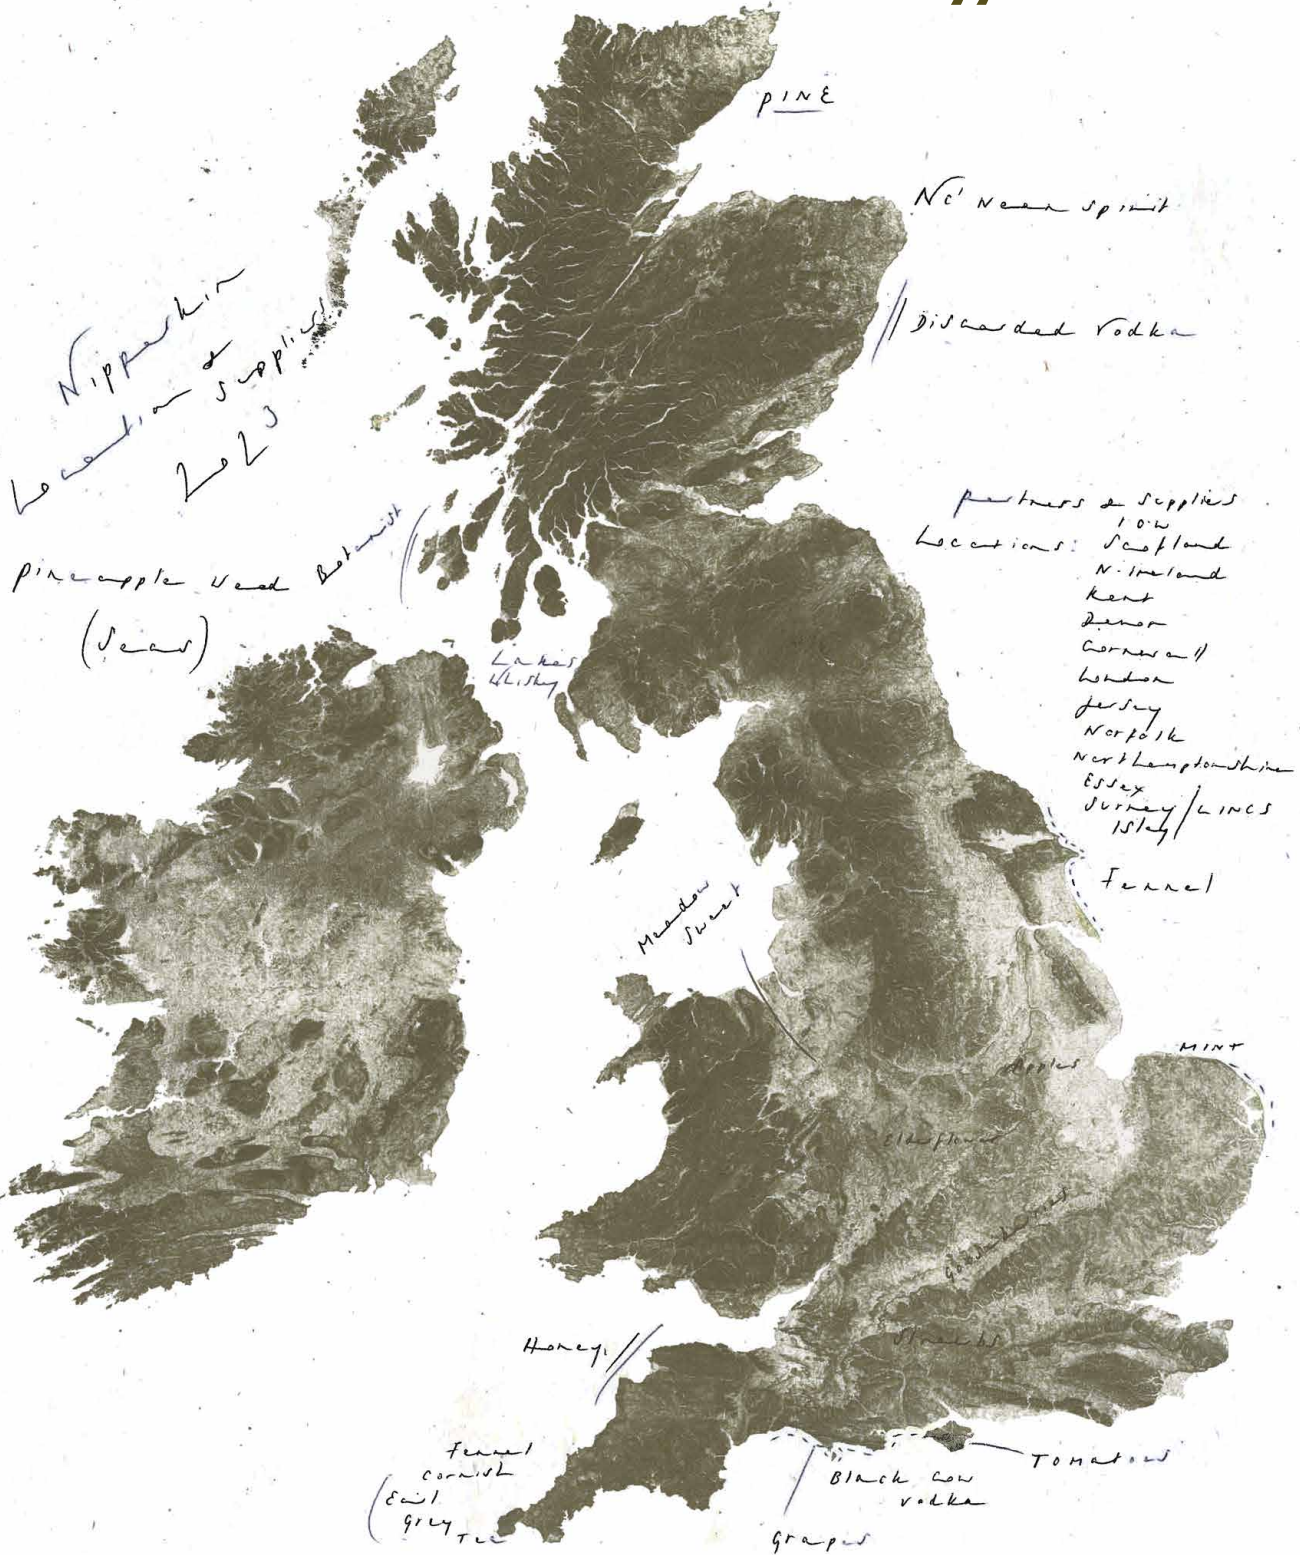 PINE
Nc' Nean spirit
Discarded Vodka
Nipperkin
Location & suppliers
2023
partners & suppliers
I.O.W
Locations: Scotland
N. Ireland
Kent
Devon
Cornwall
London
Jersey
Norfolk
Northamptonshire
Essex
Surrey / LINCS
Islay
pineapple weed Botanist
Lakes
Whisky
Fennel
Meadow
Sweet
MINT
Apples
Elderflower
Honey
Fennel
Cornish
Earl
Grey Tea
Black Cow
vodka
Tomatoes
Grapes